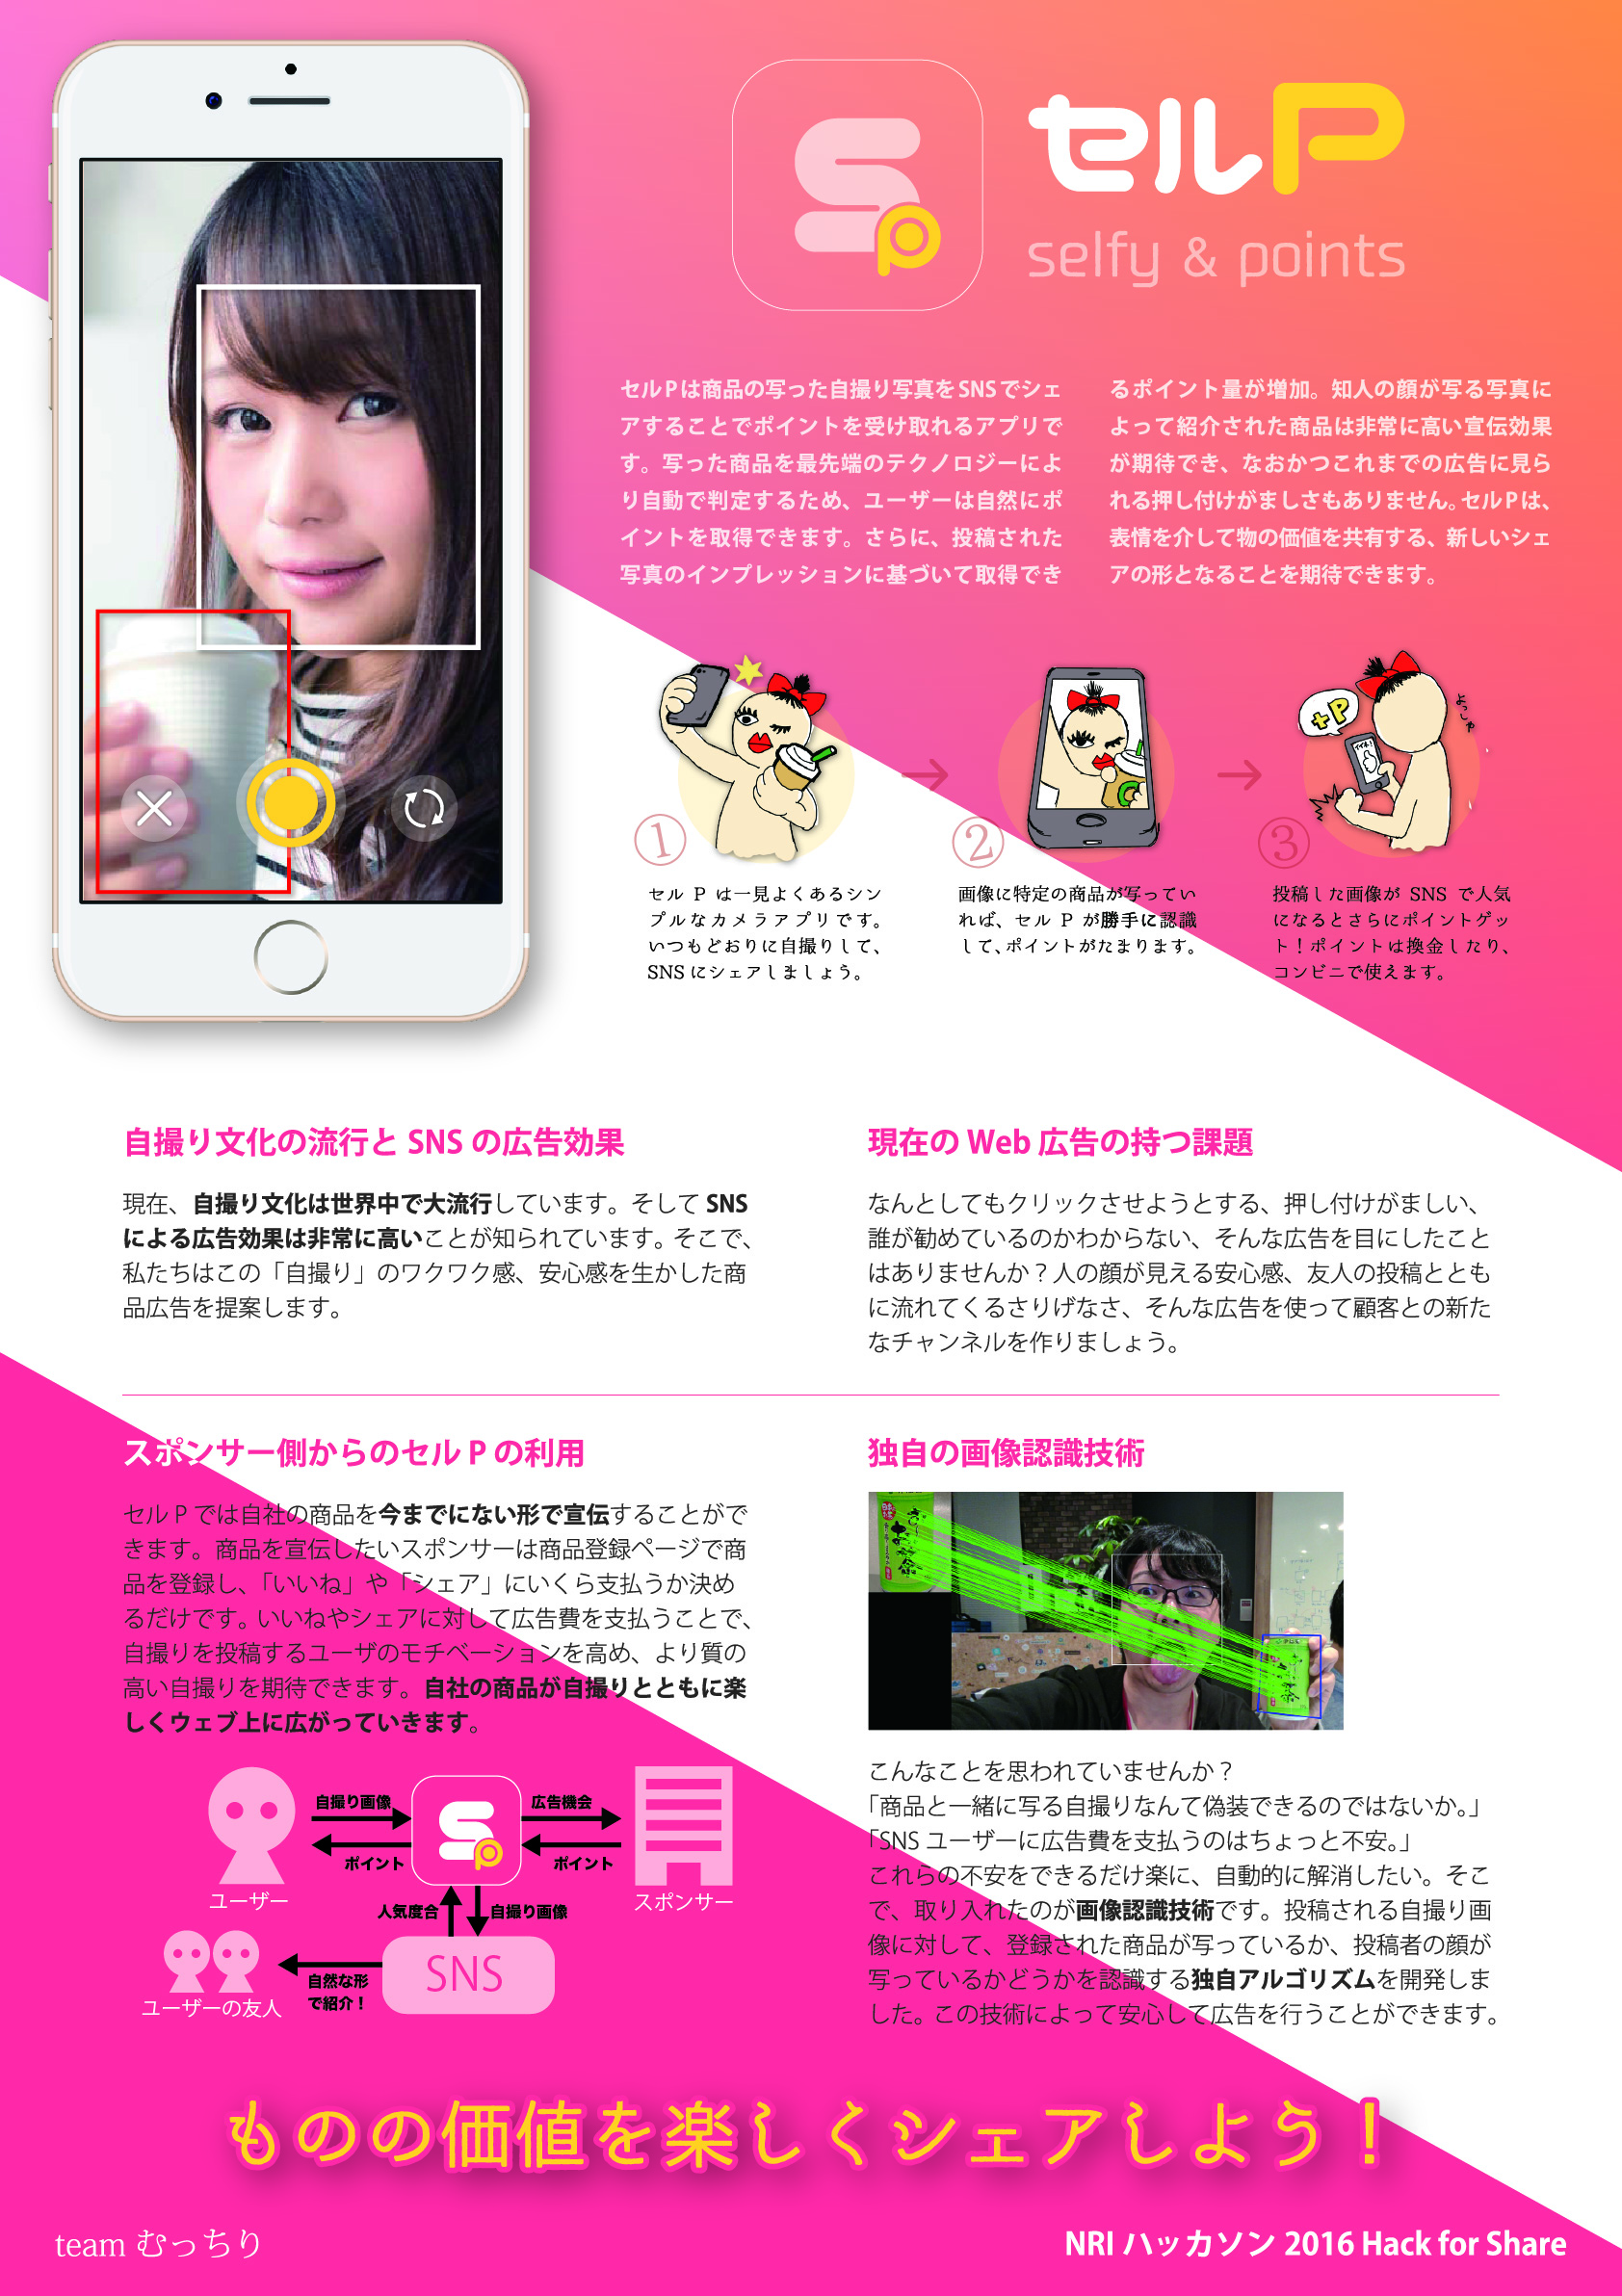 セルP
selfy & points
セルPは商品の写った自撮り写真をSNSでシェ
アすることでポイントを受け取れるアプリで
す。写った商品を最先端のテクノロジーによ
り自動で判定するため、ユーザーは自然にポ
イントを取得できます。さらに、投稿された
写真のインプレッションに基づいて取得でき
るポイント量が増加。知人の顔が写る写真に
よって紹介された商品は非常に高い宣伝効果
が期待でき、なおかつこれまでの広告に見ら
れる押し付けがましさもありません。セルPは、
表情を介して物の価値を共有する、新しいシェ
アの形となることを期待できます。
+P
よっしゃ
①
セル P は一見よくあるシン
プルなカメラアプリです。
いつもどおりに自撮りして、
SNS にシェアしましょう。
②
画像に特定の商品が写ってい
れば、セル P が勝手に認識
して、ポイントがたまります。
③
投稿した画像が SNS で人気
になるとさらにポイントゲッ
ト！ポイントは換金したり、
コンビニで使えます。
自撮り文化の流行と SNS の広告効果
現在、自撮り文化は世界中で大流行しています。そして SNS
による広告効果は非常に高いことが知られています。そこで、
私たちはこの「自撮り」のワクワク感、安心感を生かした商
品広告を提案します。
現在の Web 広告の持つ課題
なんとしてもクリックさせようとする、押し付けがましい、
誰が勧めているのかわからない、そんな広告を目にしたこと
はありませんか？人の顔が見える安心感、友人の投稿ととも
に流れてくるさりげなさ、そんな広告を使って顧客との新た
なチャンネルを作りましょう。
スポンサー側からのセル P の利用
セル P では自社の商品を今までにない形で宣伝することがで
きます。商品を宣伝したいスポンサーは商品登録ページで商
品を登録し、「いいね」や「シェア」にいくら支払うか決め
るだけです。いいねやシェアに対して広告費を支払うことで、
自撮りを投稿するユーザのモチベーションを高め、より質の
高い自撮りを期待できます。自社の商品が自撮りとともに楽
しくウェブ上に広がっていきます。
自撮り画像
ポイント
広告機会
ポイント
ユーザー
スポンサー
人気度合
自撮り画像
SNS
自然な形
で紹介！
ユーザーの友人
独自の画像認識技術
こんなことを思われていませんか？
「商品と一緒に写る自撮りなんて偽装できるのではないか。」
「SNS ユーザーに広告費を支払うのはちょっと不安。」
これらの不安をできるだけ楽に、自動的に解消したい。そこ
で、取り入れたのが画像認識技術です。投稿される自撮り画
像に対して、登録された商品が写っているか、投稿者の顔が
写っているかどうかを認識する独自アルゴリズムを開発しま
した。この技術によって安心して広告を行うことができます。
ものの価値を楽しくシェアしよう！
team むっちり
NRI ハッカソン 2016 Hack for Share